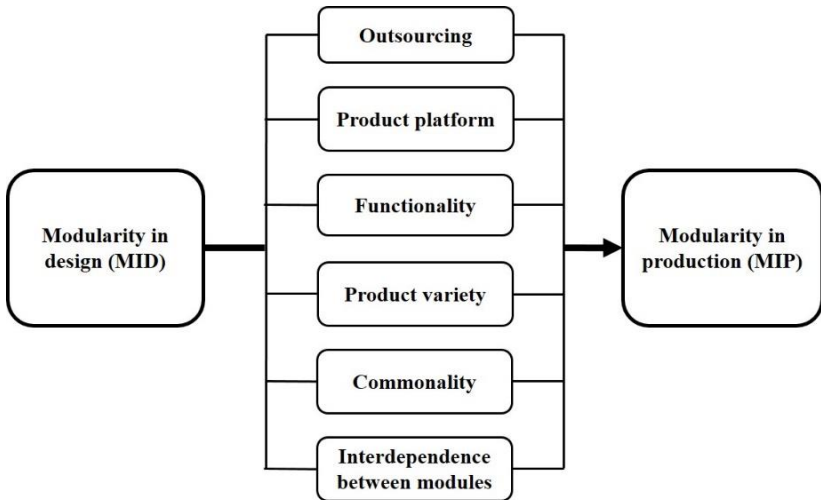 Outsourcing
Product platform
Functionality
Modularity in
design (MID)
Modularity in
production (MIP)
Product variety
Commonality
Interdependence
between modules